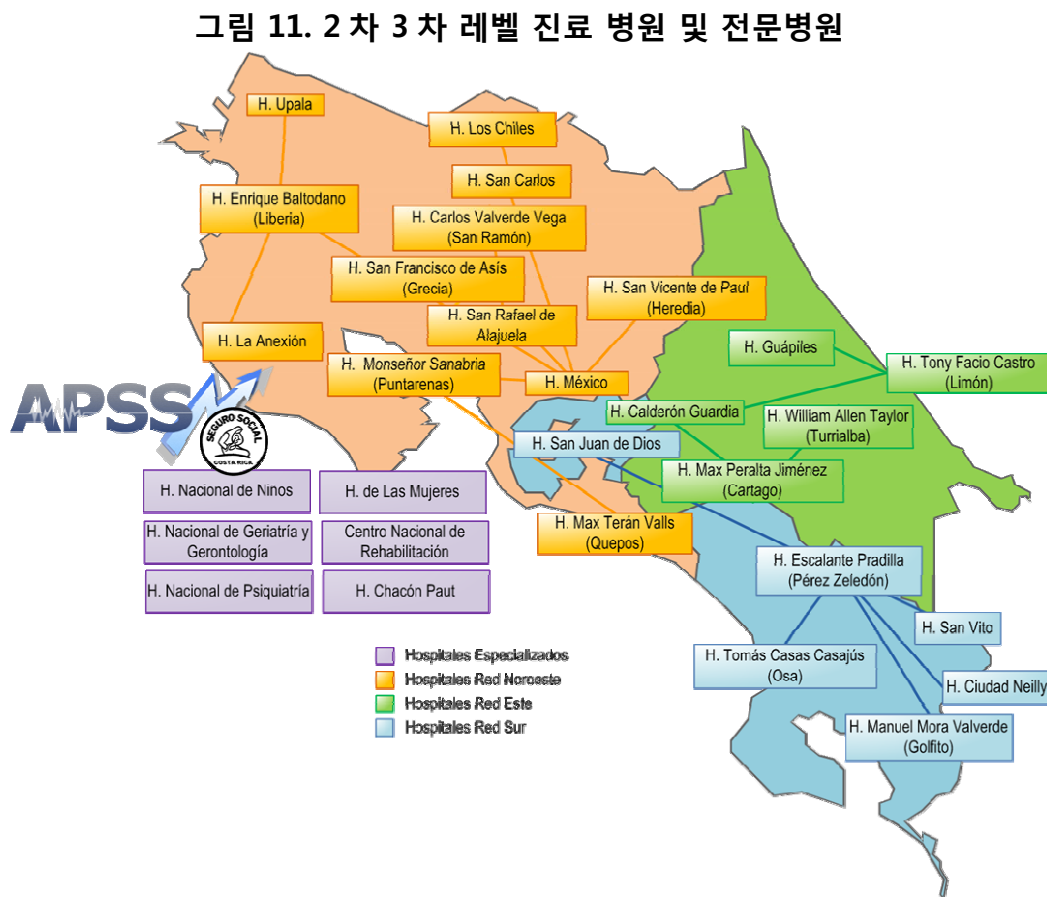 그림 11. 2 차 3 차 레벨 진료 병원 및 전문병원
H. Upala
H. Los Chiles
H. San Carlos
H. Enrique Baltodano
(Liberia)
H. Carlos Valverde Vega
(San Ramón)
H. San Francisco de Asís
(Grecia)
H. San Vicente de Paul
(Heredia)
H. San Rafael de
Alajuela
H. La Anexión
H. Guápiles
H. Monseñor Sanabria
(Puntarenas)
H. México
H. Tony Facio Castro
(Limón)
APSS
H. Calderón Guardia
H. William Allen Taylor
(Turrialba)
SEGURO SOCIAL
COSTA RICA
H. San Juan de Dios
H. Max Peralta Jiménez
(Cartago)
H. Nacional de Ninos
H. de Las Mujeres
H. Nacional de Geriatría y
Gerontología
Centro Nacional de
Rehabilitación
H. Max Terán Valls
(Quepos)
H. Nacional de Psiquiatría
H. Chacón Paut
H. Escalante Pradilla
(Pérez Zeledón)
H. San Vito
H. Tomás Casas Casajús
(Osa)
H. Ciudad Neilly
H. Manuel Mora Valverde
(Golfito)
Hospitales Especializados
Hospitales Red Noroeste
Hospitales Red Este
Hospitales Red Sur